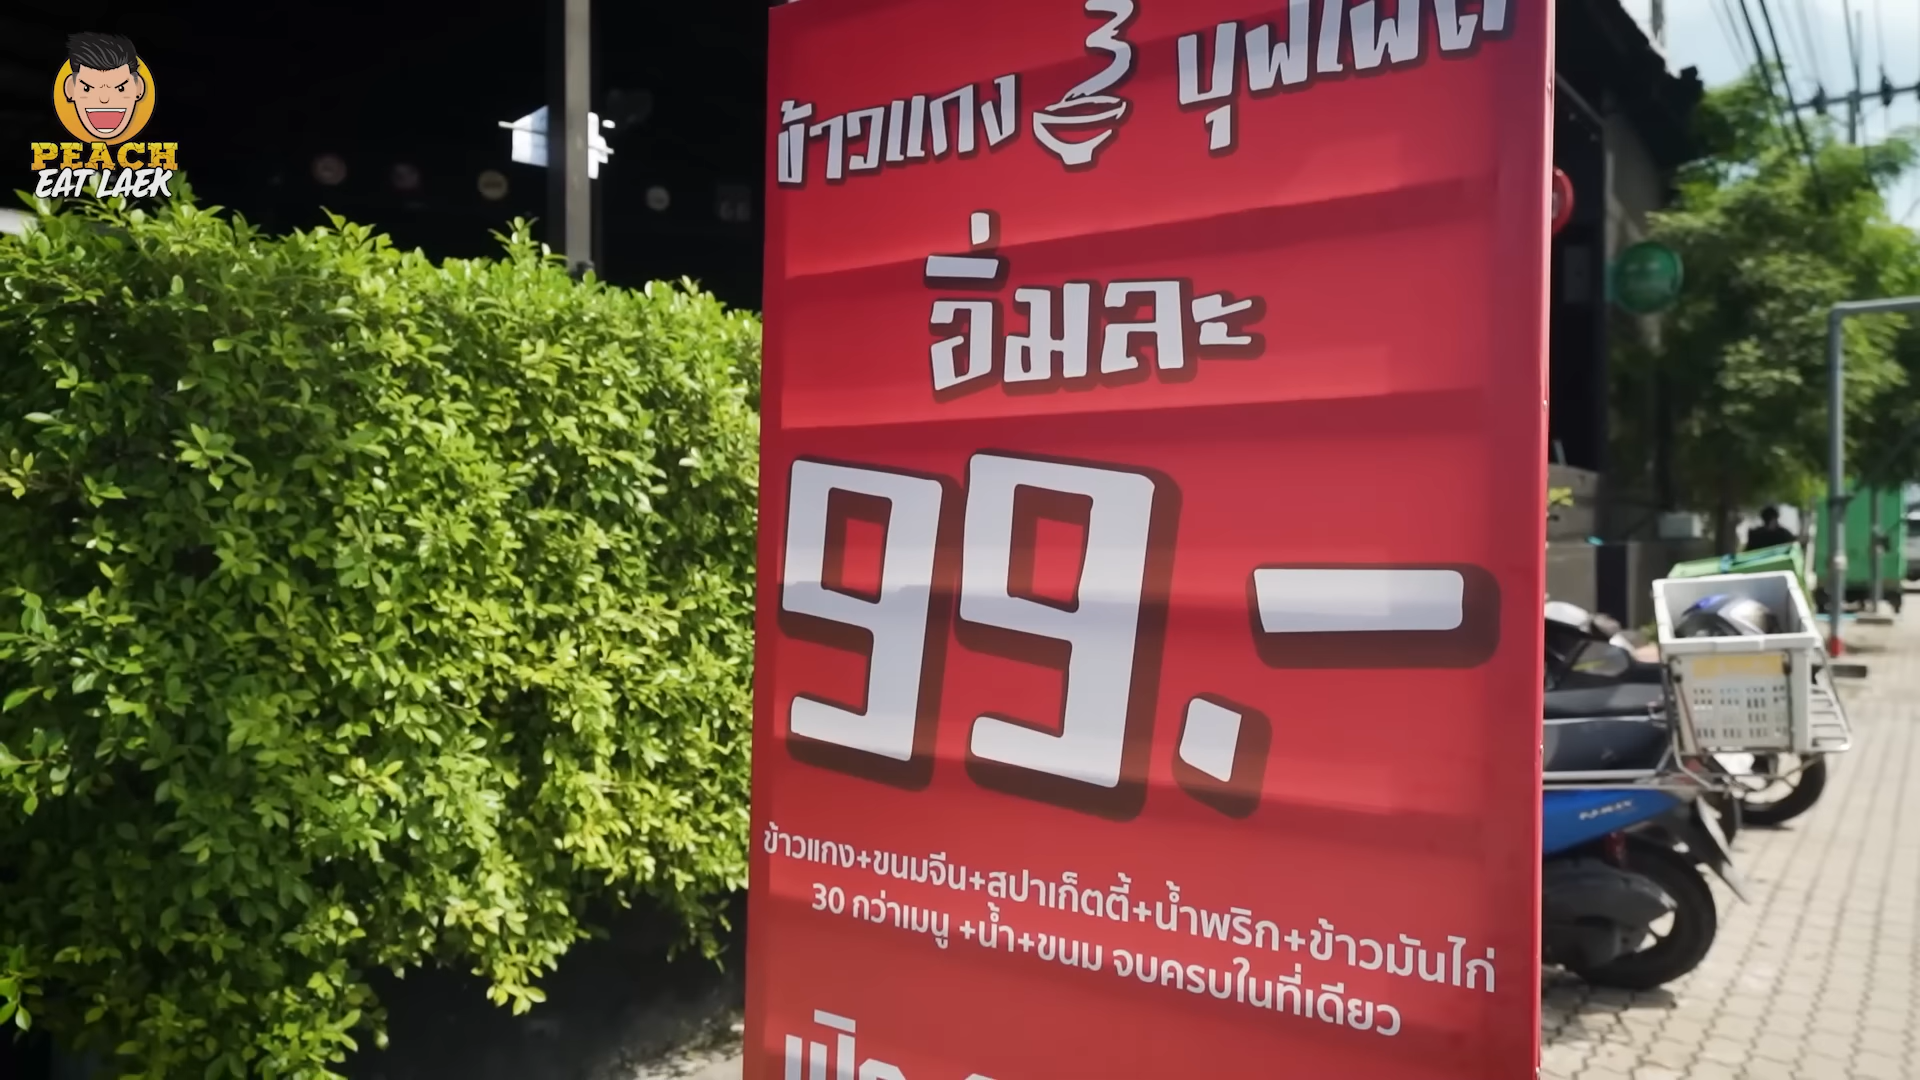 PEACH
EAT LAEK
ข้าวแกง บุฟเฟต์
อิ่มละ
99.-
ข้าวแกง+ขนมจีน+สปาเก็ตตี้+น้ำพริก+ข้าวมันไก่
30 กว่าเมนู +น้ำ+ขนม จบครบในที่เดียว